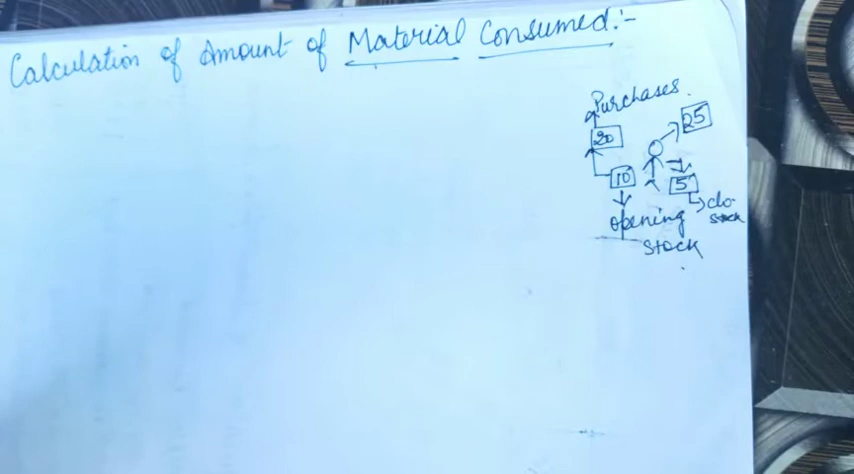 Calculation of Amount of Material Consumed:-
Purchases.
25
20
10
5
clo
stock
opening
stock